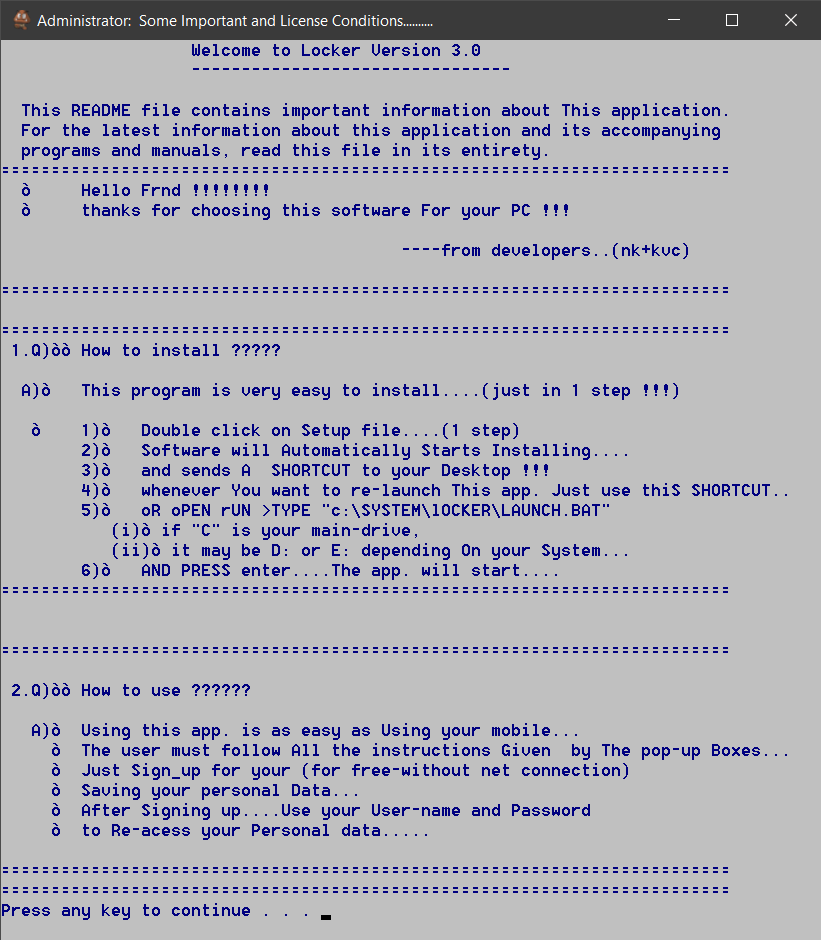 Administrator:  Some Important and License Conditions..........
Welcome to Locker Version 3.0
--------------------------------
This README file contains important information about This application.
For the latest information about this application and its accompanying
programs and manuals, read this file in its entirety.
=========================================================================
ò     Hello Frnd !!!!!!!!
ò     thanks for choosing this software For your PC !!!
----from developers..(nk+kvc)
=========================================================================
=========================================================================
1.Q)òò How to install ?????
A)ò   This program is very easy to install....(just in 1 step !!!)
ò    1)ò   Double click on Setup file....(1 step)
2)ò   Software will Automatically Starts Installing....
3)ò   and sends A  SHORTCUT to your Desktop !!!
4)ò   whenever You want to re-launch This app. Just use thiS SHORTCUT..
5)ò   oR oPEN rUN >TYPE "c:\SYSTEM\lOCKER\LAUNCH.BAT"
(i)ò if "C" is your main-drive,
(ii)ò it may be D: or E: depending On your System...
6)ò   AND PRESS enter....The app. will start....
=========================================================================
=========================================================================
2.Q)òò How to use ??????
A)ò  Using this app. is as easy as Using your mobile...
ò  The user must follow All the instructions Given  by The pop-up Boxes...
ò  Just Sign_up for your (for free-without net connection)
ò  Saving your personal Data...
ò  After Signing up....Use your User-name and Password
ò  to Re-acess your Personal data.....
=========================================================================
=========================================================================
Press any key to continue . . .